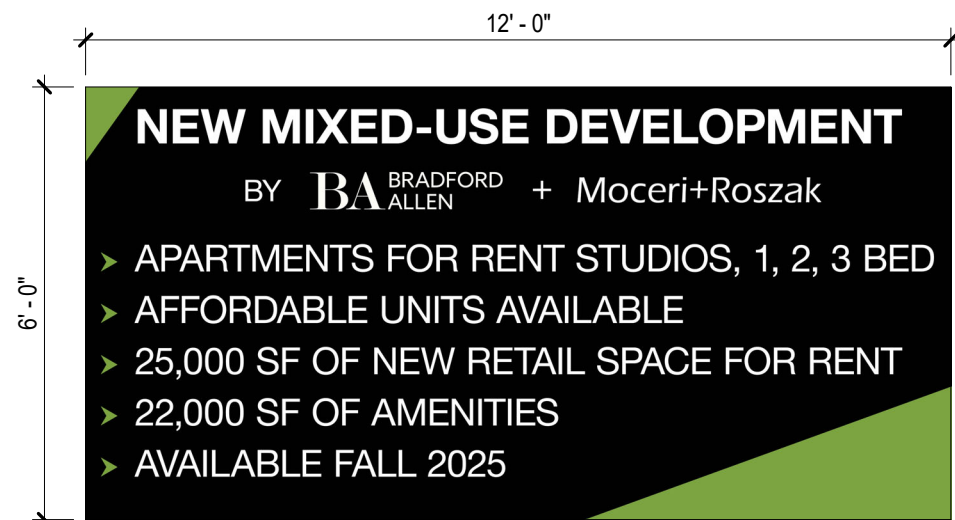 12' - 0"
6' - 0"
NEW MIXED-USE DEVELOPMENT
BY BA BRADFORD ALLEN + Moceri+Roszak
APARTMENTS FOR RENT STUDIOS, 1, 2, 3 BED
AFFORDABLE UNITS AVAILABLE
25,000 SF OF NEW RETAIL SPACE FOR RENT
22,000 SF OF AMENITIES
AVAILABLE FALL 2025